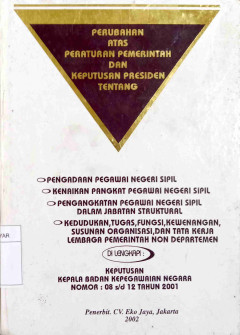 PERUBAHAN
ATAS
PERATURAN PEMERINTAH
DAN
KEPUTUSAN PRESIDEN
TENTANG
PENGADAAN PEGAWAI NEGERI SIPIL
KENAIKAN PANGKAT PEGAWAI NEGERI SIPIL
PENGANGKATAN PEGAWAI NEGERI SIPIL
DALAM JABATAN STRUKTURAL
KEDUDUKAN,TUGAS,FUNGSI,KEWENANGAN,
SUSUNAN ORGANISASI,DAN TATA KERJA
LEMBAGA PEMERINTAH NON DEPARTEMEN
DI LENGKAPI :
KEPUTUSAN
KEPALA BADAN KEPEGAWAIAN NEGARA
NOMOR : 08 s/d 12 TAHUN 2001
Penerbit. CV. Eko Jaya, Jakarta
2002